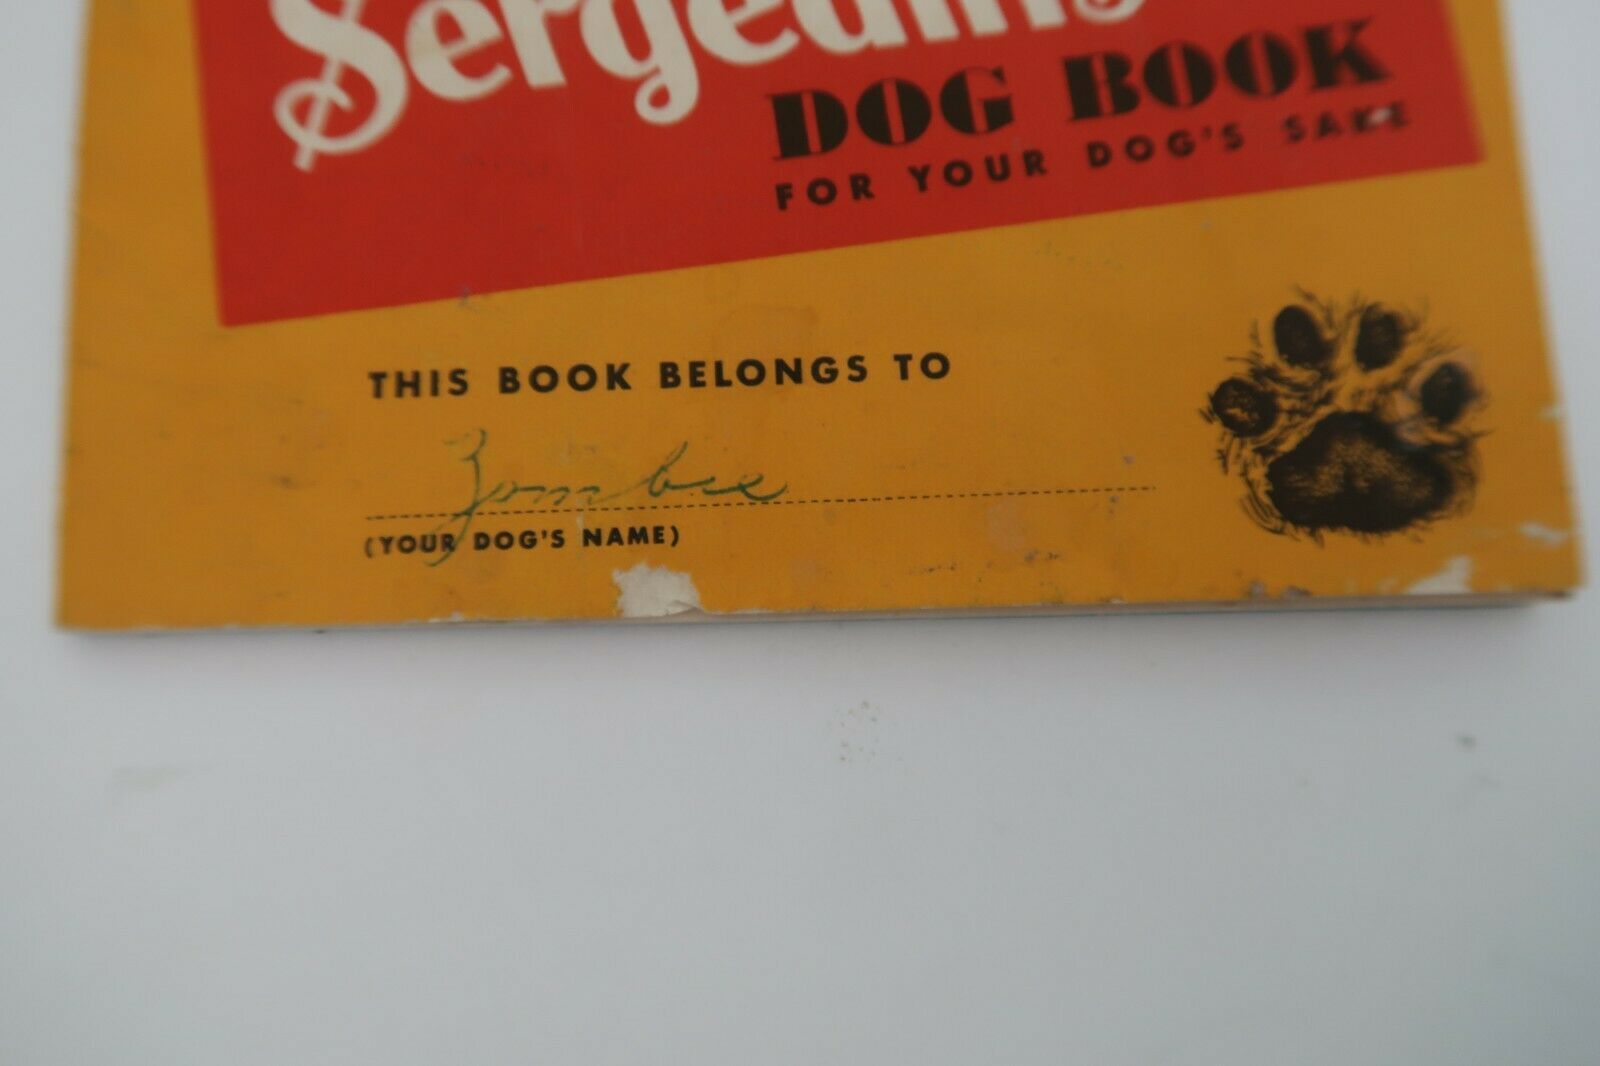 Sergeant's
DOG BOOK
FOR YOUR DOG'S SAKE
THIS BOOK BELONGS TO
Zombie
(YOUR DOG'S NAME)